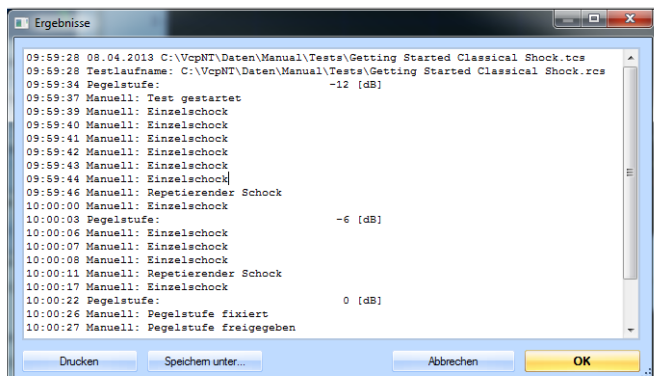 Ergebnisse
09:59:28 08.04.2013 C:\VcpNT\Daten\Manual\Tests\Getting Started Classical Shock.tcs
09:59:28 Testlaufname: C:\VcpNT\Daten\Manual\Tests\Getting Started Classical Shock.rcs
09:59:34 Pegelstufe: -12 [dB]
09:59:37 Manuell: Test gestartet
09:59:39 Manuell: Einzelschock
09:59:40 Manuell: Einzelschock
09:59:41 Manuell: Einzelschock
09:59:42 Manuell: Einzelschock
09:59:43 Manuell: Einzelschock
09:59:44 Manuell: Einzelschock
09:59:46 Manuell: Repetierender Schock
10:00:00 Manuell: Einzelschock
10:00:03 Pegelstufe: -6 [dB]
10:00:06 Manuell: Einzelschock
10:00:07 Manuell: Einzelschock
10:00:08 Manuell: Einzelschock
10:00:11 Manuell: Repetierender Schock
10:00:17 Manuell: Einzelschock
10:00:22 Pegelstufe: 0 [dB]
10:00:26 Manuell: Pegelstufe fixiert
10:00:27 Manuell: Pegelstufe freigegeben
Drucken Speichern unter... Abbrechen OK